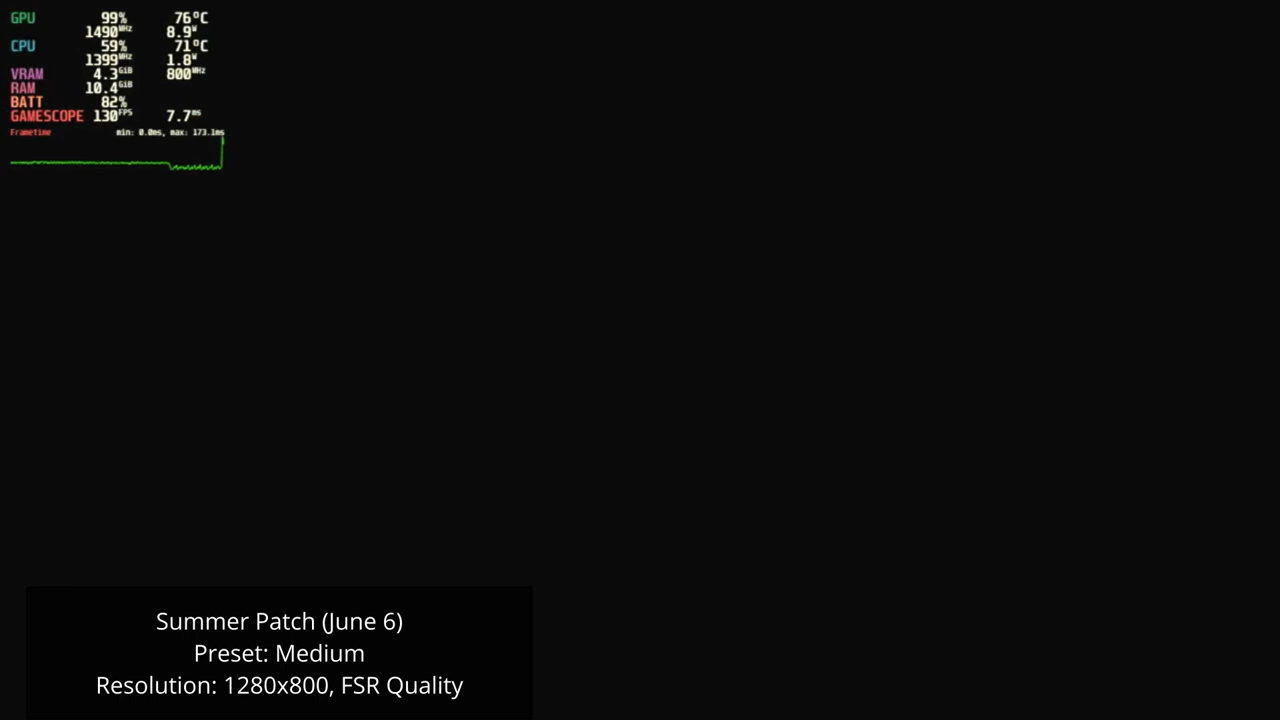 GPU 99% 76°C
1490MHz 8.9W
CPU 59% 71°C
1399MHz 1.8W
VRAM 4.3GiB 800MHz
RAM 10.4GiB
BATT 82%
GAMESCOPE 130FPS 7.7ms
Frametime min: 0.0ms, max: 173.1ms
Summer Patch (June 6)
Preset: Medium
Resolution: 1280x800, FSR Quality